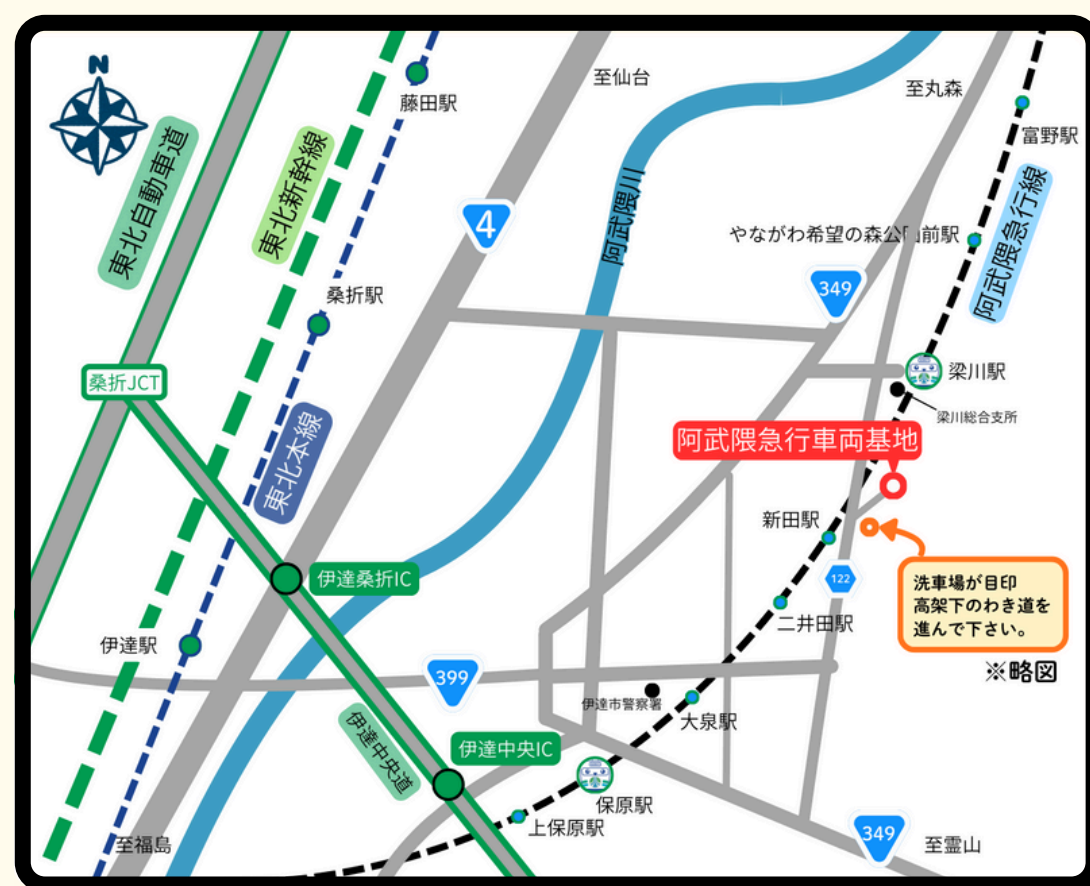 N
藤田駅
至仙台
至丸森
富野駅
東北自動車道
東北新幹線
阿武隈川
阿武隈急行線
4
やながわ希望の森公園前駅
桑折駅
349
桑折JCT
梁川駅
梁川総合支所
東北本線
阿武隈急行車両基地
新田駅
伊達桑折IC
122
洗車場が目印
高架下のわき道を
進んで下さい。
二井田駅
伊達駅
※略図
399
伊達市警察署
大泉駅
伊達中央道
伊達中央IC
保原駅
上保原駅
至福島
349
至霊山